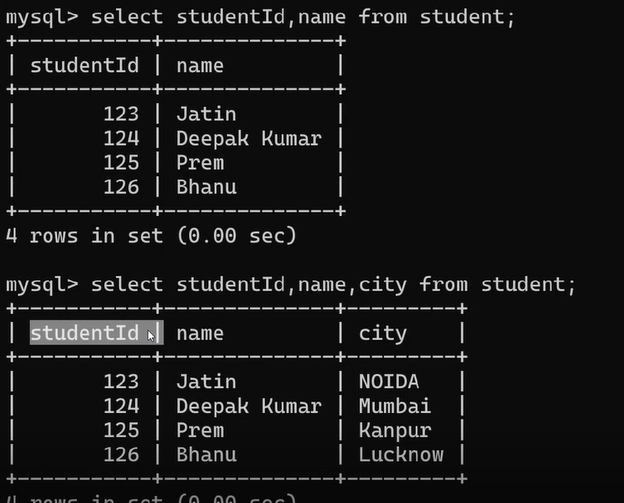 mysql> select studentId,name from student;
+-----------+--------------+
| studentId | name         |
+-----------+--------------+
|       123 | Jatin        |
|       124 | Deepak Kumar |
|       125 | Prem         |
|       126 | Bhanu        |
+-----------+--------------+
4 rows in set (0.00 sec)
mysql> select studentId,name,city from student;
+-----------+--------------+---------+
| studentId | name         | city    |
+-----------+--------------+---------+
|       123 | Jatin        | NOIDA   |
|       124 | Deepak Kumar | Mumbai  |
|       125 | Prem         | Kanpur  |
|       126 | Bhanu        | Lucknow |
+-----------+--------------+---------+
4 rows in set (0.00 sec)